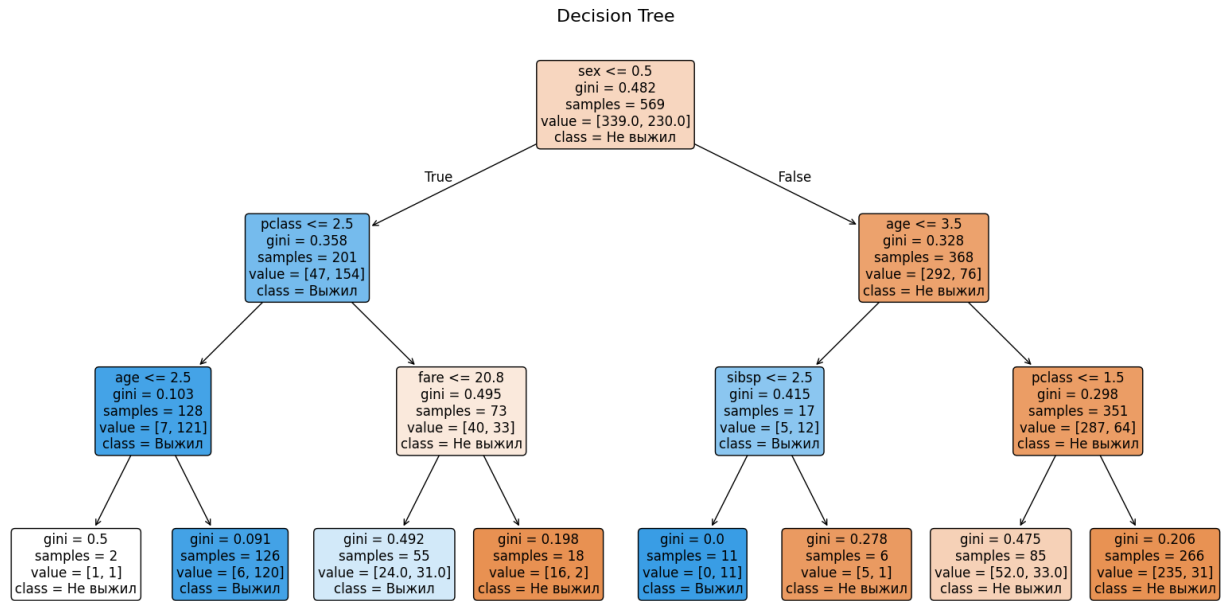 Decision Tree
sex <= 0.5
gini = 0.482
samples = 569
value = [339.0, 230.0]
class = Не выжил
True
False
pclass <= 2.5
gini = 0.358
samples = 201
value = [47, 154]
class = Выжил
age <= 3.5
gini = 0.328
samples = 368
value = [292, 76]
class = Не выжил
age <= 2.5
gini = 0.103
samples = 128
value = [7, 121]
class = Выжил
fare <= 20.8
gini = 0.495
samples = 73
value = [40, 33]
class = Не выжил
sibsp <= 2.5
gini = 0.415
samples = 17
value = [5, 12]
class = Выжил
pclass <= 1.5
gini = 0.298
samples = 351
value = [287, 64]
class = Не выжил
gini = 0.5
samples = 2
value = [1, 1]
class = Не выжил
gini = 0.091
samples = 126
value = [6, 120]
class = Выжил
gini = 0.492
samples = 55
value = [24.0, 31.0]
class = Выжил
gini = 0.198
samples = 18
value = [16, 2]
class = Не выжил
gini = 0.0
samples = 11
value = [0, 11]
class = Выжил
gini = 0.278
samples = 6
value = [5, 1]
class = Не выжил
gini = 0.475
samples = 85
value = [52.0, 33.0]
class = Не выжил
gini = 0.206
samples = 266
value = [235, 31]
class = Не выжил